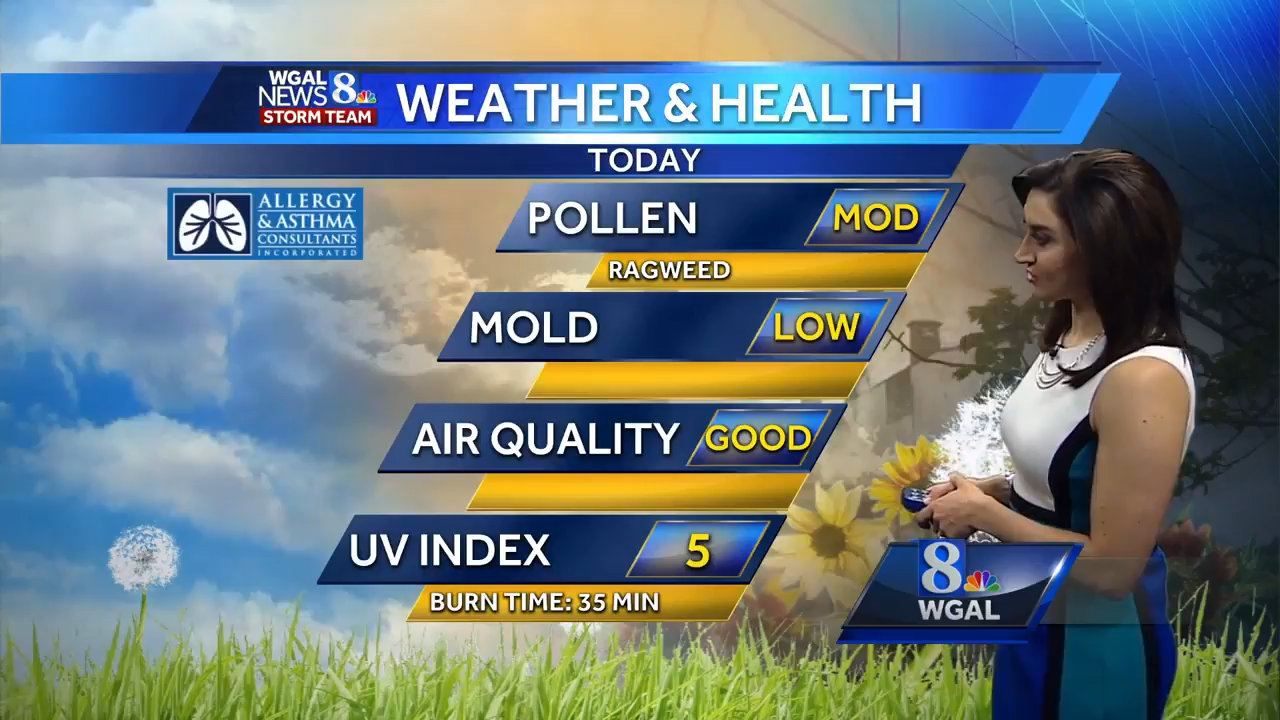 WGAL
NEWS 8
STORM TEAM
WEATHER & HEALTH
TODAY
ALLERGY
& ASTHMA
CONSULTANTS
INCORPORATED
POLLEN MOD
RAGWEED
MOLD LOW
AIR QUALITY GOOD
UV INDEX 5
BURN TIME: 35 MIN
8
WGAL